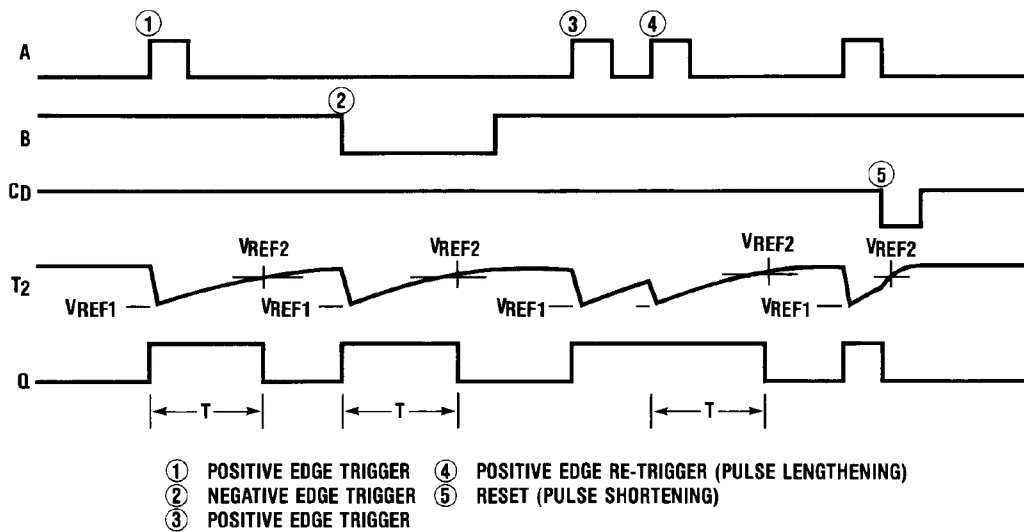 ① ③ ④
A
②
B
CD ⑤
VREF2 VREF2 VREF2 VREF2
T2
VREF1 VREF1 VREF1 VREF1
Q
T T T
① POSITIVE EDGE TRIGGER ④ POSITIVE EDGE RE-TRIGGER (PULSE LENGTHENING)
② NEGATIVE EDGE TRIGGER ⑤ RESET (PULSE SHORTENING)
③ POSITIVE EDGE TRIGGER